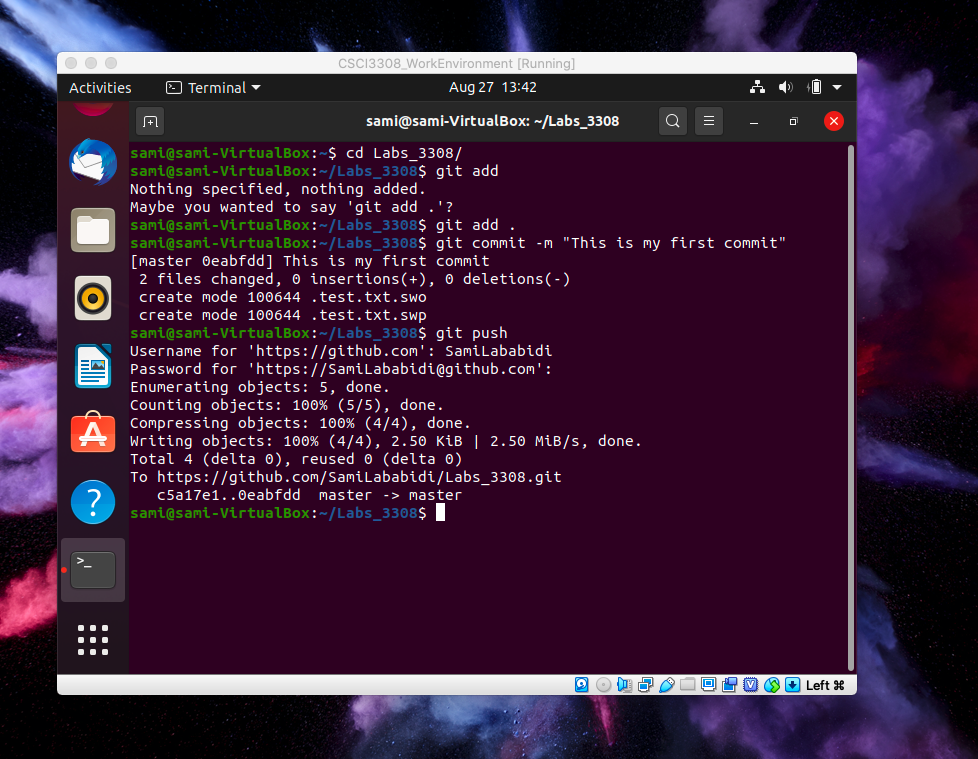 CSCI3308_WorkEnvironment [Running]
Activities
Terminal
Aug 27 13:42
sami@sami-VirtualBox: ~/Labs_3308
sami@sami-VirtualBox:~$ cd Labs_3308/
sami@sami-VirtualBox:~/Labs_3308$ git add
Nothing specified, nothing added.
Maybe you wanted to say 'git add .'?
sami@sami-VirtualBox:~/Labs_3308$ git add .
sami@sami-VirtualBox:~/Labs_3308$ git commit -m "This is my first commit"
[master 0eabfdd] This is my first commit
 2 files changed, 0 insertions(+), 0 deletions(-)
 create mode 100644 .test.txt.swo
 create mode 100644 .test.txt.swp
sami@sami-VirtualBox:~/Labs_3308$ git push
Username for 'https://github.com': SamiLababidi
Password for 'https://SamiLababidi@github.com':
Enumerating objects: 5, done.
Counting objects: 100% (5/5), done.
Compressing objects: 100% (4/4), done.
Writing objects: 100% (4/4), 2.50 KiB | 2.50 MiB/s, done.
Total 4 (delta 0), reused 0 (delta 0)
To https://github.com/SamiLababidi/Labs_3308.git
   c5a17e1..0eabfdd  master -> master
sami@sami-VirtualBox:~/Labs_3308$
Left ⌘